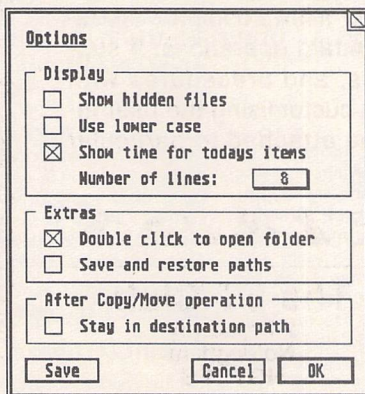 Options
Display
Show hidden files
Use lower case
Show time for todays items
Number of lines: 8
Extras
Double click to open folder
Save and restore paths
After Copy/Move operation
Stay in destination path
Save Cancel OK